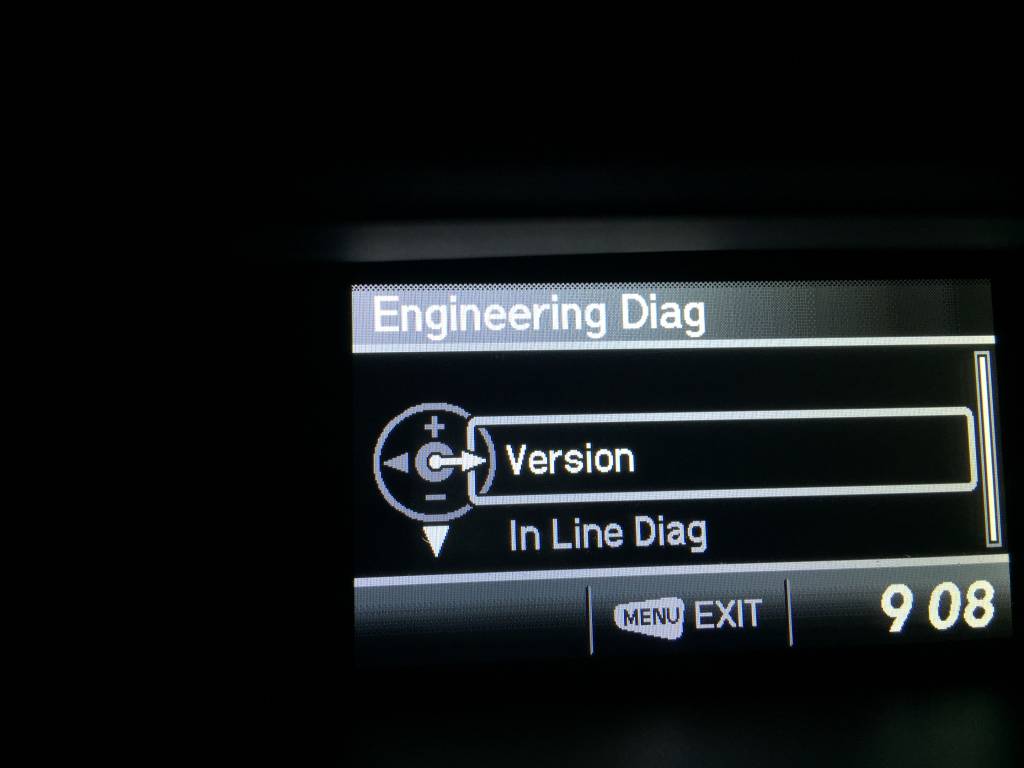 Engineering Diag
+
Version
−
In Line Diag
MENU EXIT
9 08